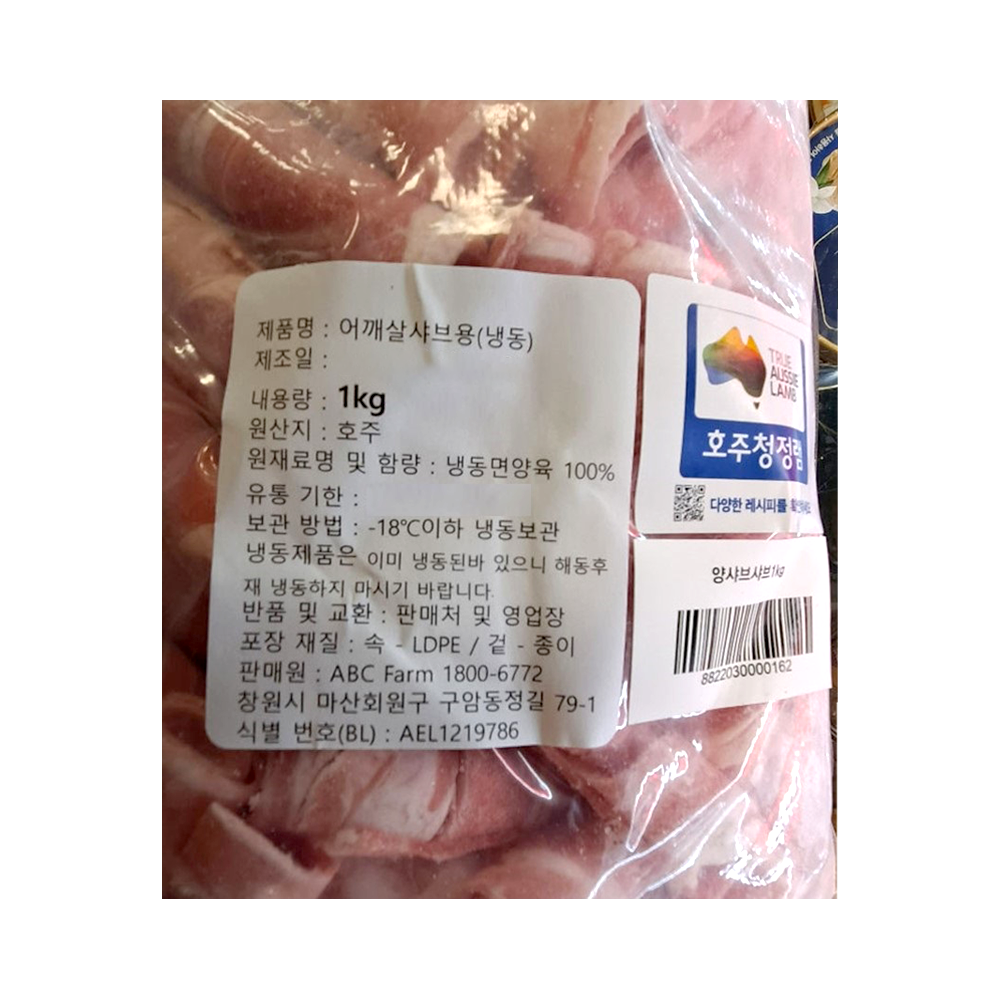 제품명 : 어깨살샤브용(냉동)
제조일 :
내용량 : 1kg
원산지 : 호주
원재료명 및 함량 : 냉동면양육 100%
유통 기한 :
보관 방법 : -18℃이하 냉동보관
냉동제품은 이미 냉동된바 있으니 해동후
재 냉동하지 마시기 바랍니다.
반품 및 교환 : 판매처 및 영업장
포장 재질 : 속 - LDPE / 겉 - 종이
판매원 : ABC Farm 1800-6772
창원시 마산회원구 구암동정길 79-1
식별 번호(BL) : AEL1219786
TRUE
AUSSIE
LAMB
호주청정램
다양한 레시피를
양샤브샤브1kg
8822030000162